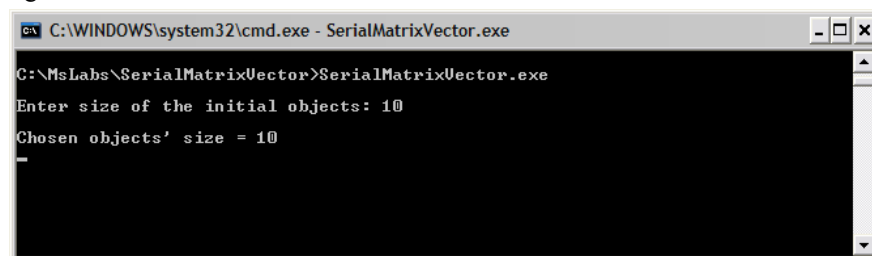 C:\WINDOWS\system32\cmd.exe - SerialMatrixVector.exe
C:\MsLabs\SerialMatrixVector>SerialMatrixVector.exe
Enter size of the initial objects: 10
Chosen objects' size = 10